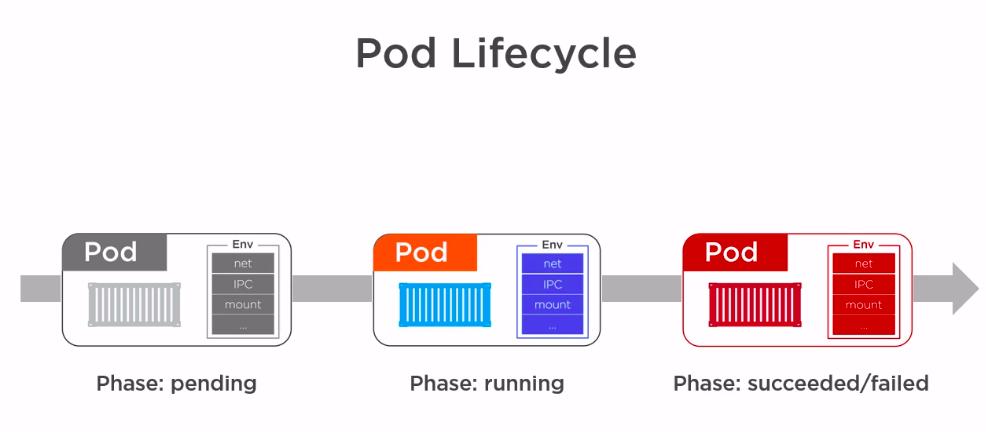 Pod Lifecycle
Pod
Env
net
IPC
mount
...
Phase: pending
Pod
Env
net
IPC
mount
...
Phase: running
Pod
Env
net
IPC
mount
...
Phase: succeeded/failed